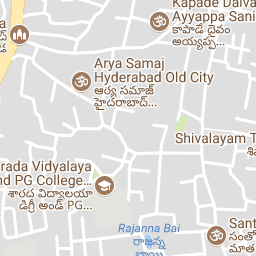 Kapade Daiva
Ayyappa Sani
కాపాడే దైవం
అయ్యప్ప...
Arya Samaj
Hyderabad Old City
ఆర్య సమాజ్
హైదరాబాద్...
Shivalayam T
శి
rada Vidyalaya
nd PG College...
శారద విద్యాలయా
డిగ్రీ అండ్ PG...
Rajanna Bai
రాజన్న
బాయి
Sant
సంతో
మాత